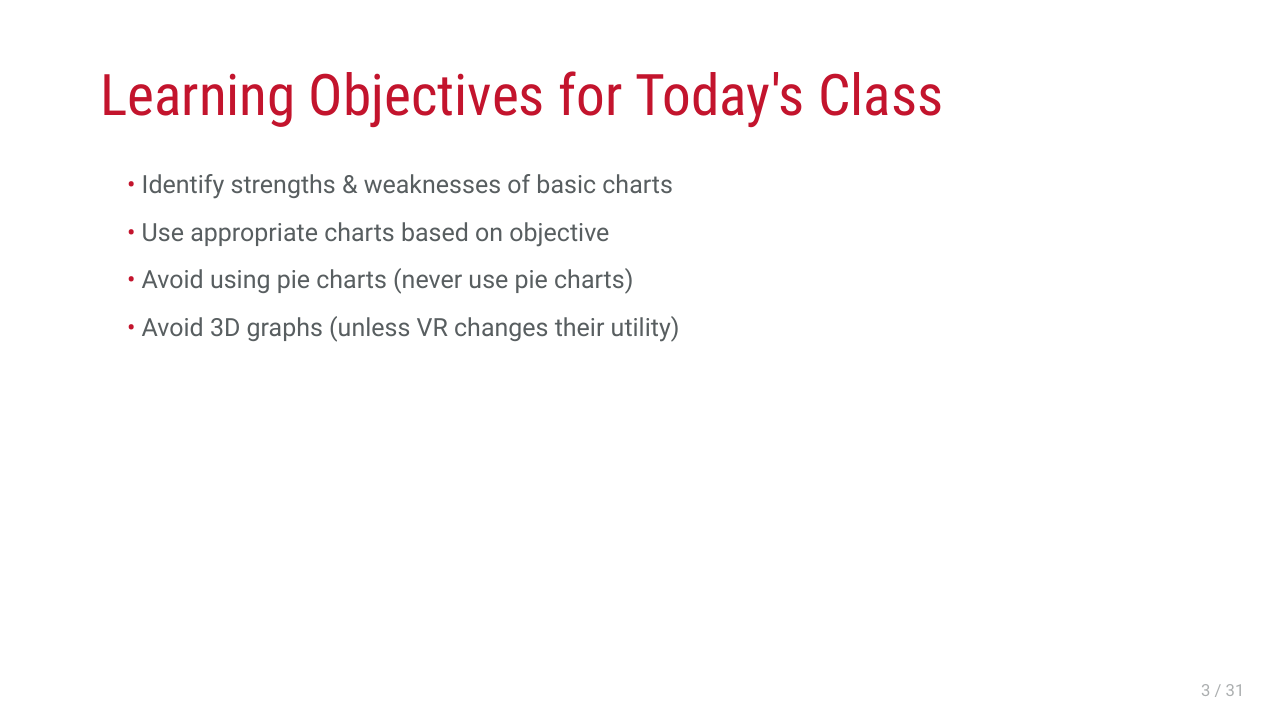 Learning Objectives for Today's Class
• Identify strengths & weaknesses of basic charts
• Use appropriate charts based on objective
• Avoid using pie charts (never use pie charts)
• Avoid 3D graphs (unless VR changes their utility)
3 / 31